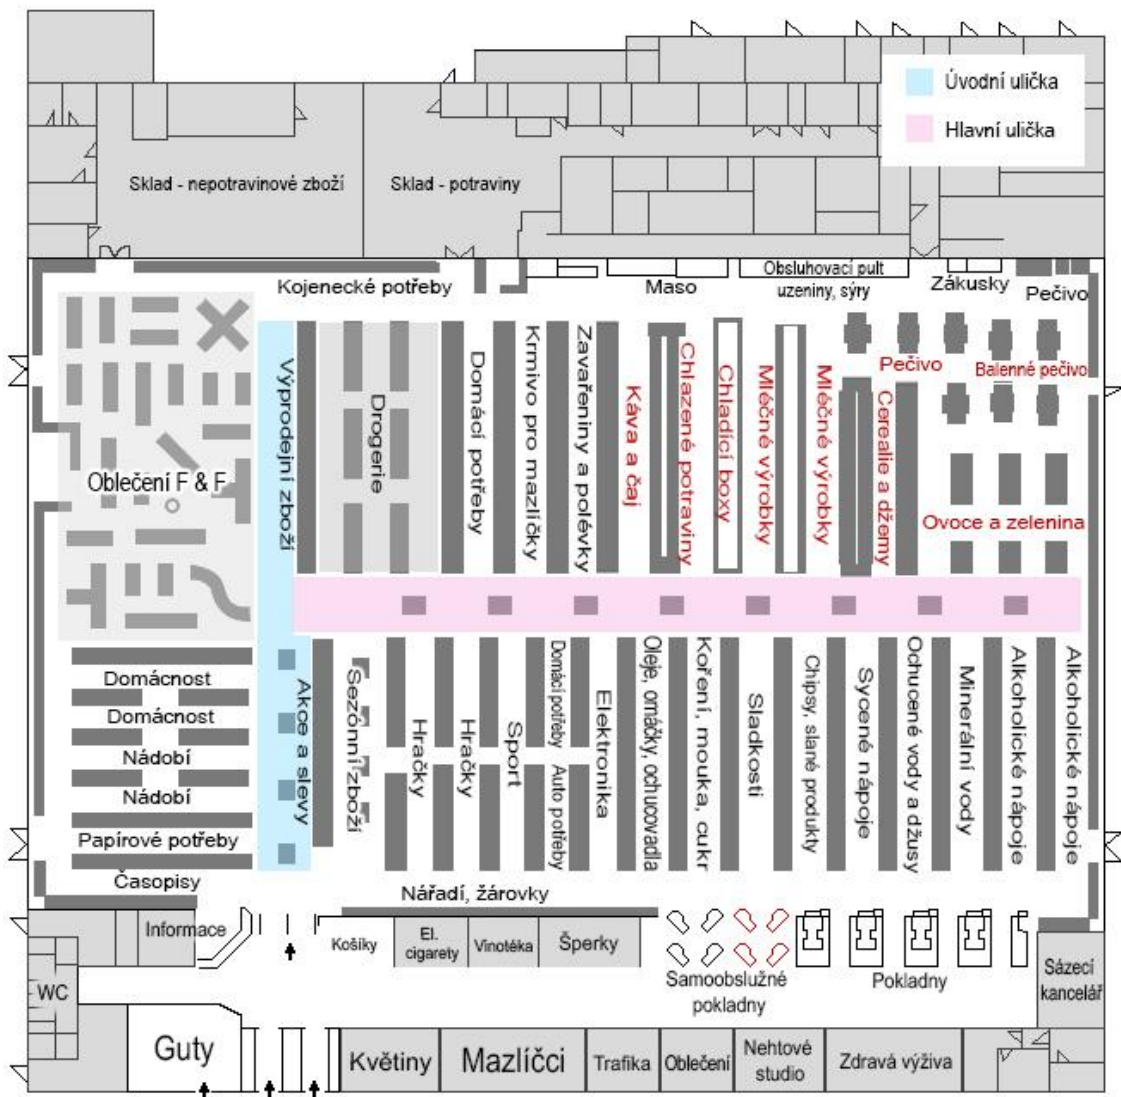 Úvodní ulička
Hlavní ulička
Sklad - nepotravinové zboží
Sklad - potraviny
Kojenecké potřeby
Maso
Obsluhovací pult
uzeniny, sýry
Zákusky
Pečivo
Výprodejní zboží
Drogerie
Domácí potřeby
Krmivo pro mazlíčky
Zavařeniny a polévky
Káva a čaj
Chlazené potraviny
Chladící boxy
Mléčné výrobky
Mléčné výrobky
Cerealie a džemy
Pečivo
Balenné pečivo
Ovoce a zelenina
Oblečení F & F
Domácnost
Domácnost
Nádobí
Nádobí
Papírové potřeby
Časopisy
Akce a slevy
Sezónní zboží
Hračky
Hračky
Sport
Domácí potřeby
Auto potřeby
Elektronika
Oleje, omáčky, ochucovadla
Koření, mouka, cukr
Sladkosti
Chipsy, slané produkty
Sycené nápoje
Ochucené vody a džusy
Minerální vody
Alkoholické nápoje
Alkoholické nápoje
Nářadí, žárovky
Informace
Košíky
El.
cigarety
Vinotéka
Šperky
Samoobslužné
pokladny
Pokladny
Sázecí
kancelář
WC
Guty
Květiny
Mazlíčci
Trafika
Oblečení
Nehtové
studio
Zdravá výživa